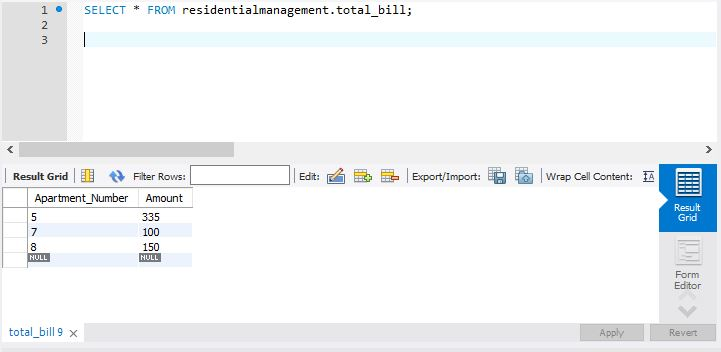 1 SELECT * FROM residentialmanagement.total_bill;
2
3
Result Grid Filter Rows: Edit: Export/Import: Wrap Cell Content: IA
Apartment_Number Amount
5 335
7 100
8 150
NULL NULL
Result
Grid
Form
Editor
total_bill 9 Apply Revert